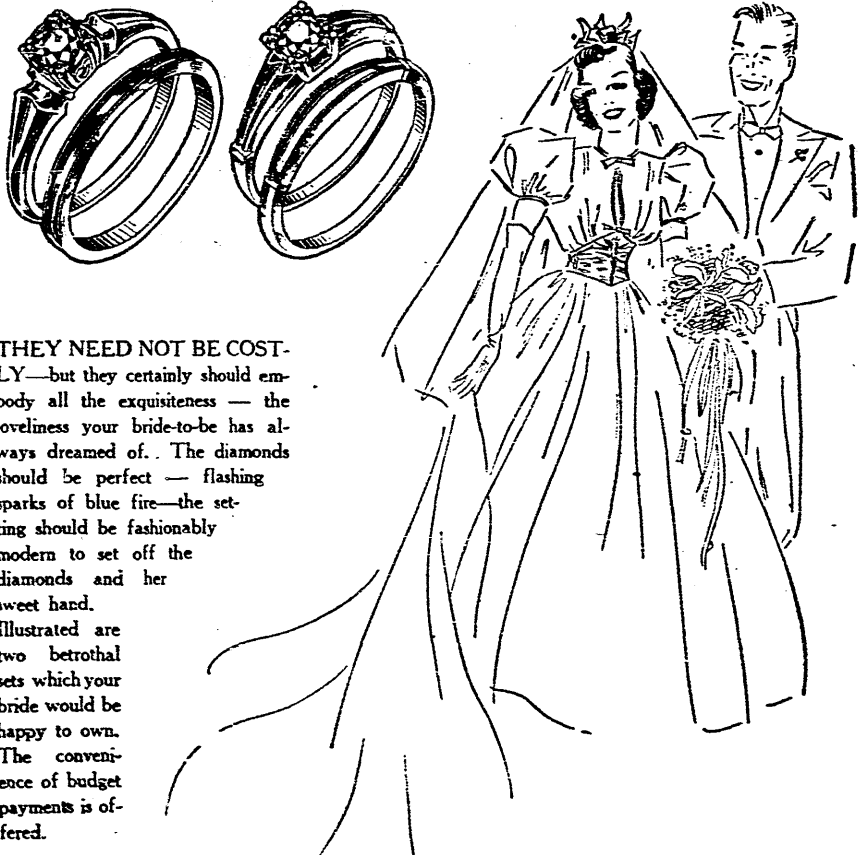 THEY NEED NOT BE COST-
LY—but they certainly should em-
body all the exquisiteness — the
loveliness your bride-to-be has al-
ways dreamed of. . The diamonds
should be perfect — flashing
sparks of blue fire—the set-
ting should be fashionably
modern to set off the
diamonds and her
sweet hand.
Illustrated are
two betrothal
sets which your
bride would be
happy to own.
The conveni-
ence of budget
payments is of-
fered.